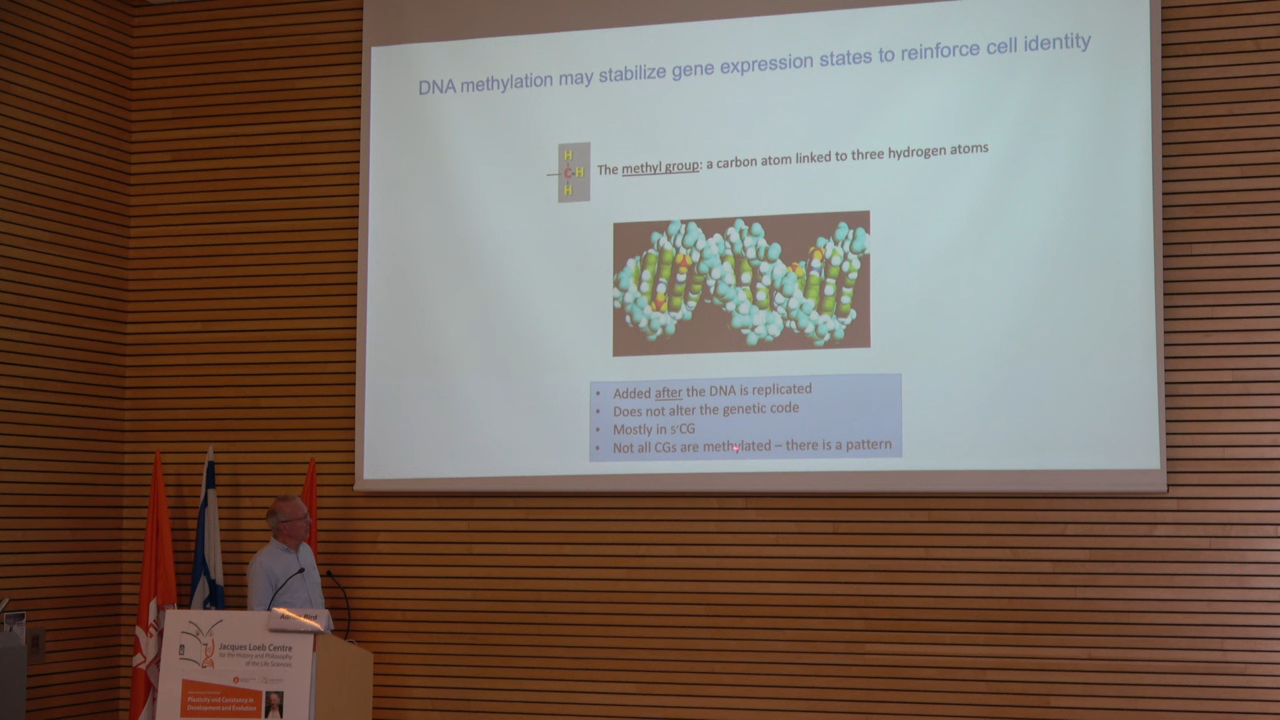 DNA methylation may stabilize gene expression states to reinforce cell identity
H
C-H
H
The methyl group: a carbon atom linked to three hydrogen atoms
• Added after the DNA is replicated
• Does not alter the genetic code
• Mostly in 5'CG
• Not all CGs are methylated – there is a pattern
Bird
Jacques Loeb Centre
for the History and Philosophy
of the Life Sciences
Plasticity and Constancy in
Development and Evolution